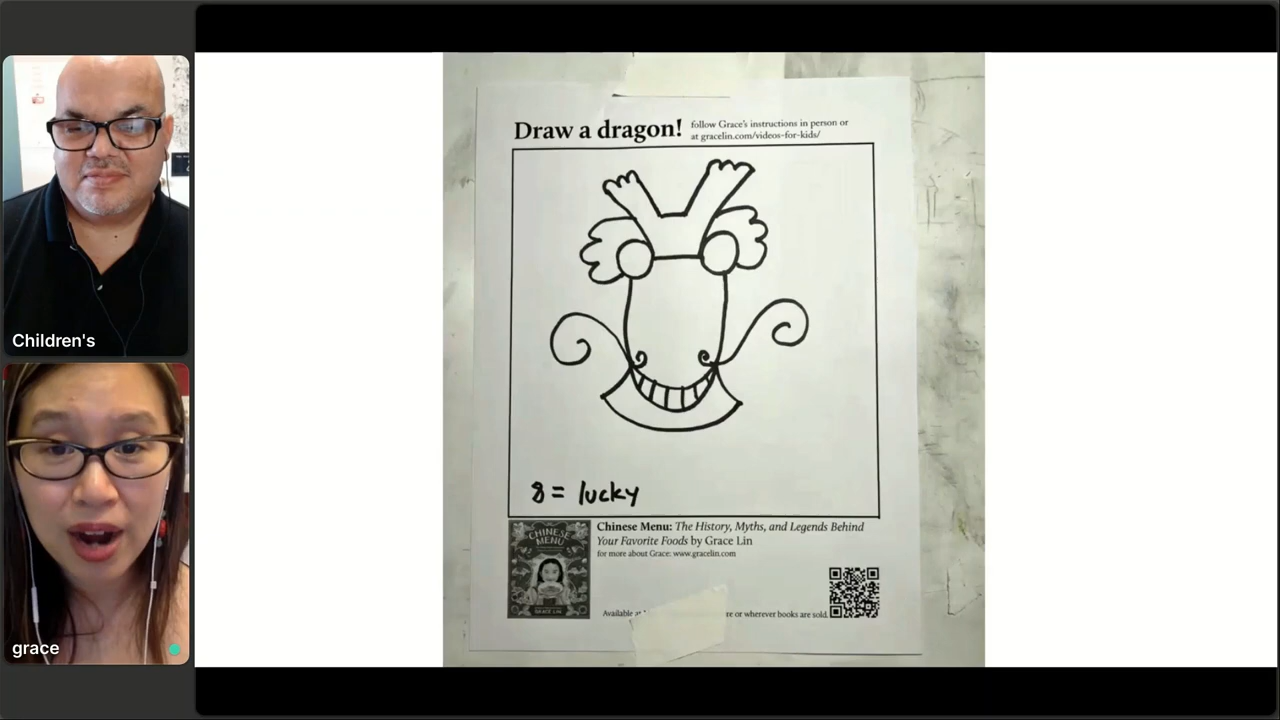 Children's
grace
Draw a dragon!
follow Grace's instructions in person or
at gracelin.com/videos-for-kids/
8 = lucky
CHINESE
MENU
GRACE LIN
Chinese Menu: The History, Myths, and Legends Behind
Your Favorite Foods by Grace Lin
for more about Grace: www.gracelin.com
Available at
or wherever books are sold.